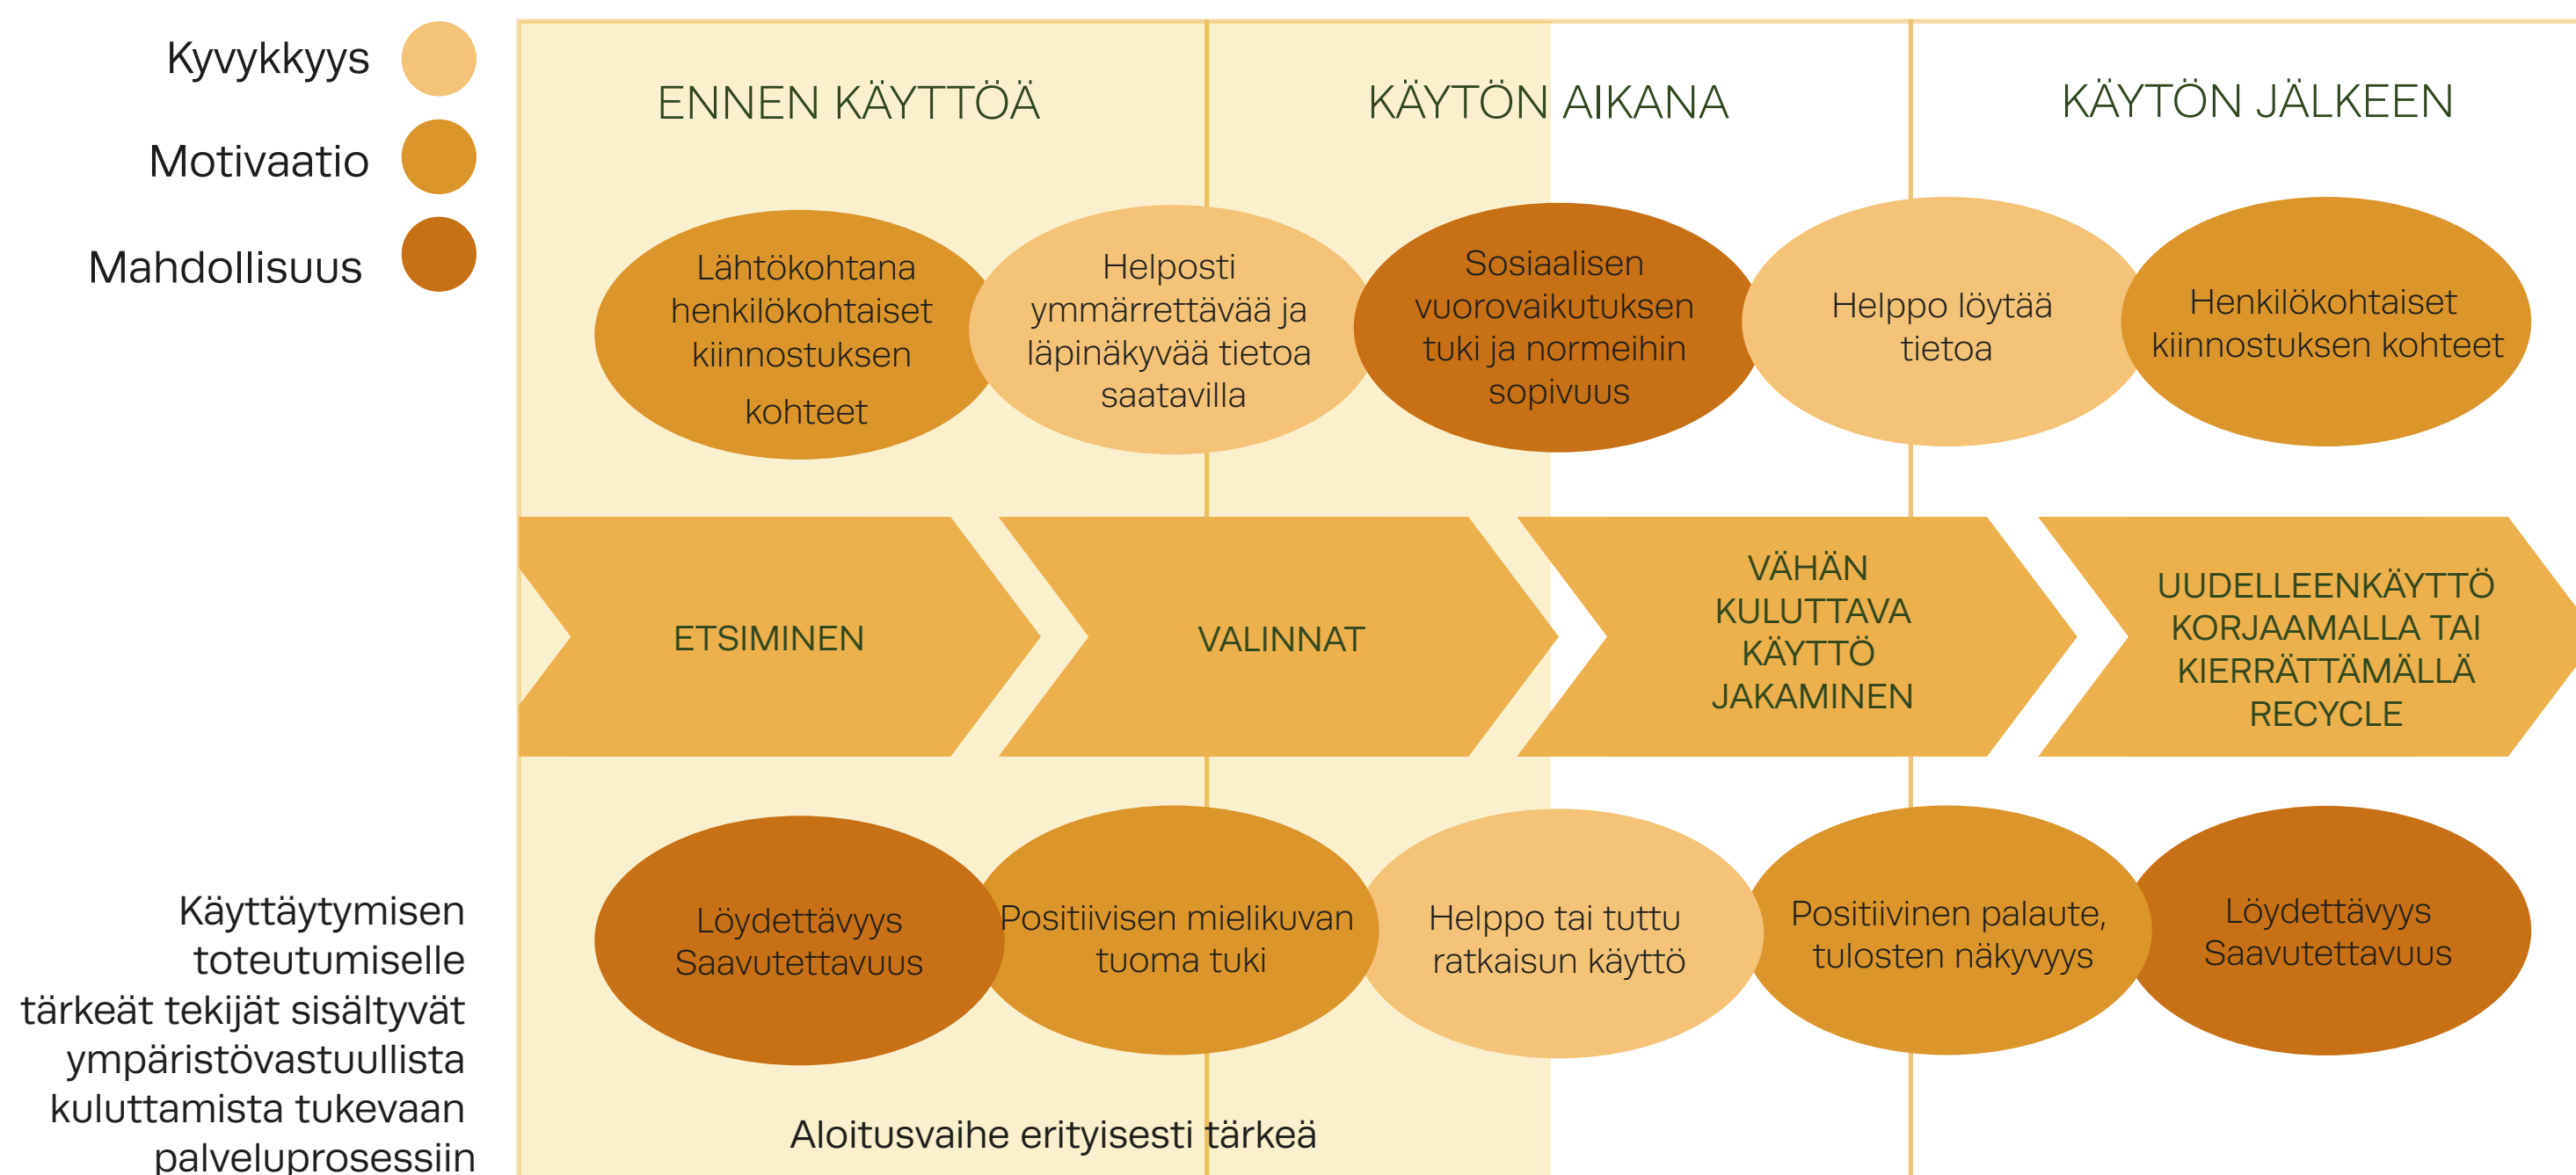 Kyvykkyys
Motivaatio
Mahdollisuus
ENNEN KÄYTTÖÄ
KÄYTÖN AIKANA
KÄYTÖN JÄLKEEN
Lähtökohtana
henkilökohtaiset
kiinnostuksen
kohteet
Helposti
ymmärrettävää ja
läpinäkyvää tietoa
saatavilla
Sosiaalisen
vuorovaikutuksen
tuki ja normeihin
sopivuus
Helppo löytää
tietoa
Henkilökohtaiset
kiinnostuksen kohteet
ETSIMINEN
VALINNAT
VÄHÄN
KULUTTAVA
KÄYTTÖ
JAKAMINEN
UUDELLEENKÄYTTÖ
KORJAAMALLA TAI
KIERRÄTTÄMÄLLÄ
RECYCLE
Löydettävyys
Saavutettavuus
Positiivisen mielikuvan
tuoma tuki
Helppo tai tuttu
ratkaisun käyttö
Positiivinen palaute,
tulosten näkyvyys
Löydettävyys
Saavutettavuus
Käyttäytymisen
toteutumiselle
tärkeät tekijät sisältyvät
ympäristövastuullista
kuluttamista tukevaan
palveluprosessiin
Aloitusvaihe erityisesti tärkeä